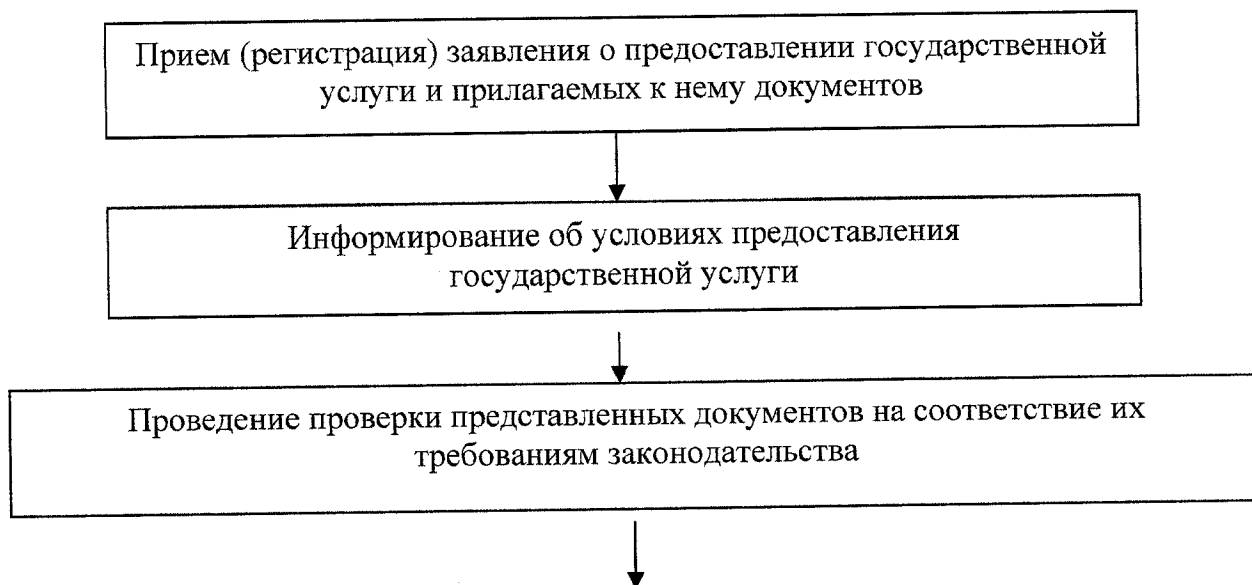 Прием (регистрация) заявления о предоставлении государственной
услуги и прилагаемых к нему документов
Информирование об условиях предоставления
государственной услуги
Проведение проверки представленных документов на соответствие их
требованиям законодательства